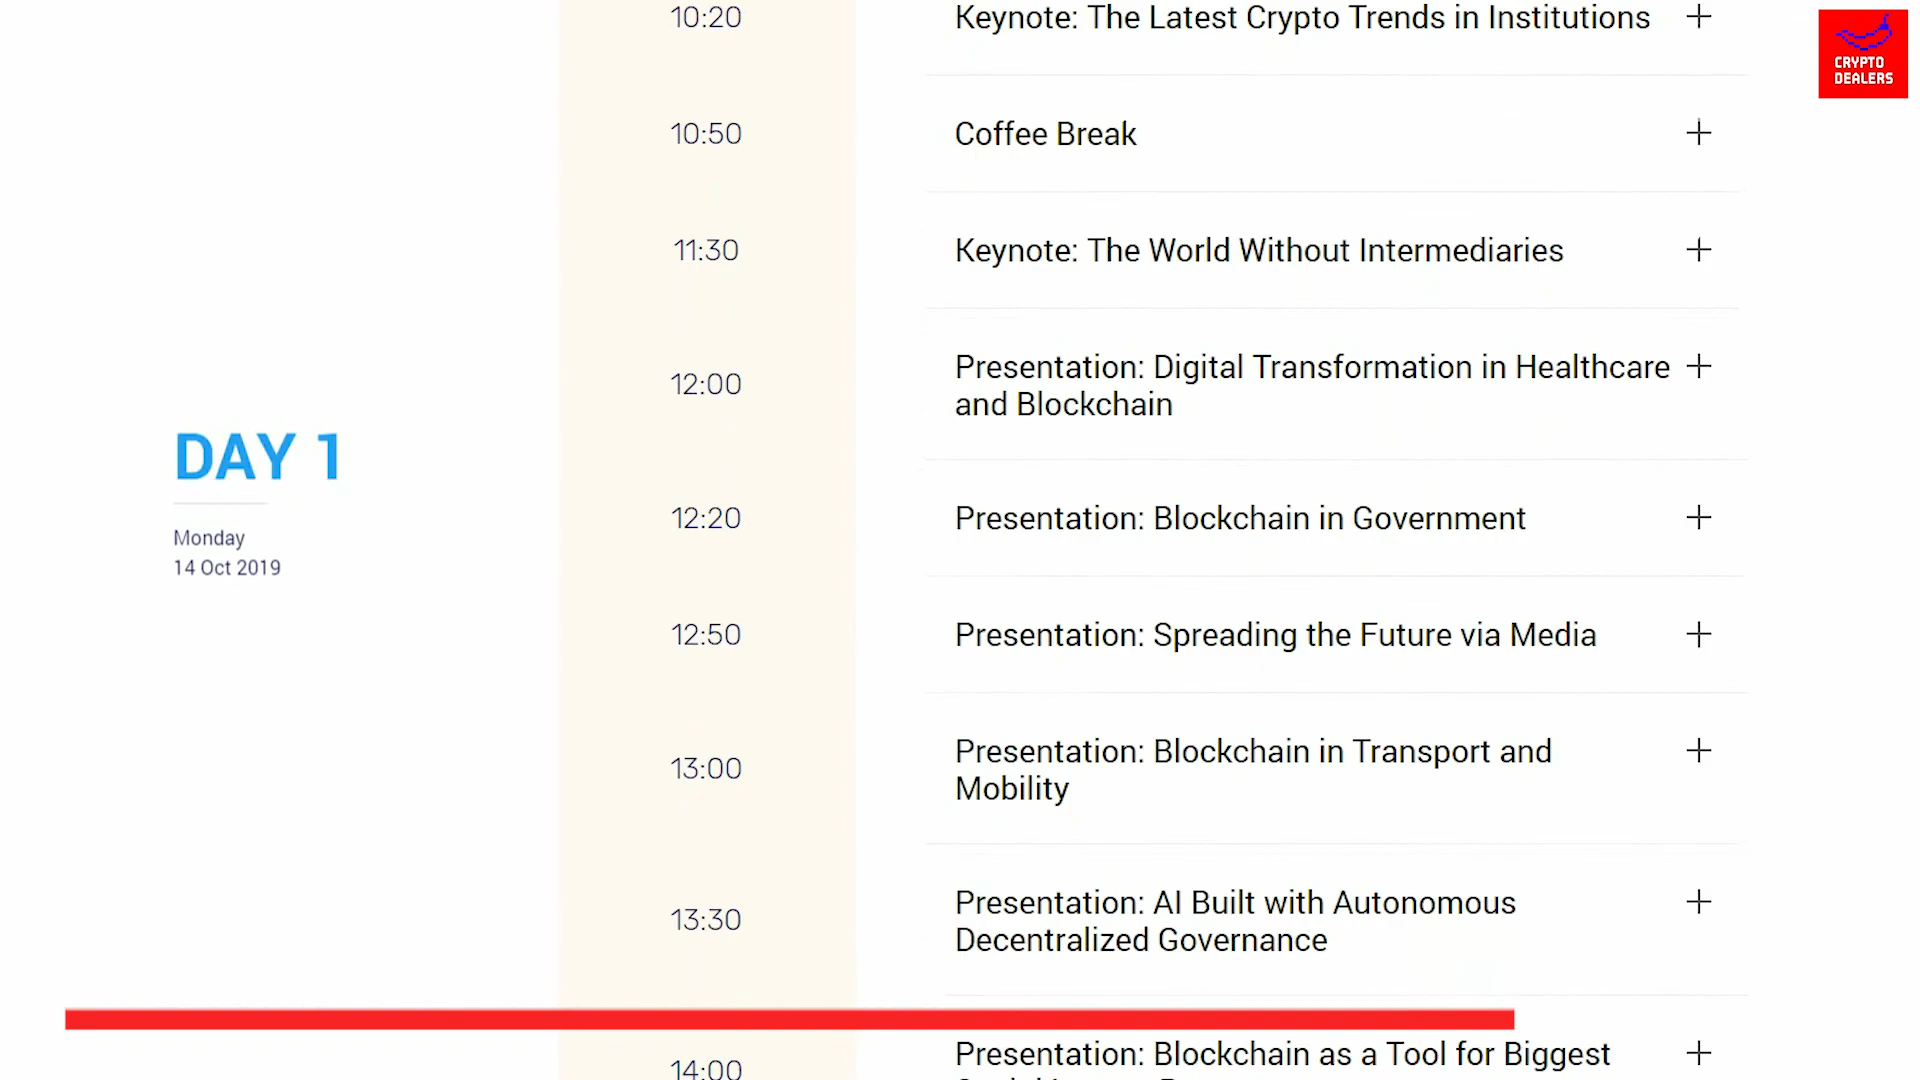 10:20
Keynote: The Latest Crypto Trends in Institutions
CRYPTO
DEALERS
10:50
Coffee Break
11:30
Keynote: The World Without Intermediaries
12:00
Presentation: Digital Transformation in Healthcare
and Blockchain
DAY 1
Monday
14 Oct 2019
12:20
Presentation: Blockchain in Government
12:50
Presentation: Spreading the Future via Media
13:00
Presentation: Blockchain in Transport and
Mobility
13:30
Presentation: AI Built with Autonomous
Decentralized Governance
14:00
Presentation: Blockchain as a Tool for Biggest